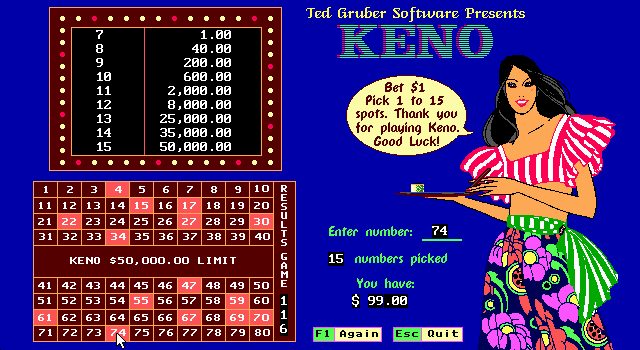 Ted Gruber Software Presents
KENO
7 1.00
8 40.00
9 200.00
10 600.00
11 2,000.00
12 8,000.00
13 25,000.00
14 35,000.00
15 50,000.00
Bet $1
Pick 1 to 15
spots. Thank you
for playing Keno.
Good Luck!
1 2 3 4 5 6 7 8 9 10
11 12 13 14 15 16 17 18 19 20
21 22 23 24 25 26 27 28 29 30
31 32 33 34 35 36 37 38 39 40
KENO $50,000.00 LIMIT
41 42 43 44 45 46 47 48 49 50
51 52 53 54 55 56 57 58 59 60
61 62 63 64 65 66 67 68 69 70
71 72 73 74 75 76 77 78 79 80
RESULTS GAME 116
Enter number: 74
15 numbers picked
You have:
$ 99.00
F1 Again Esc Quit